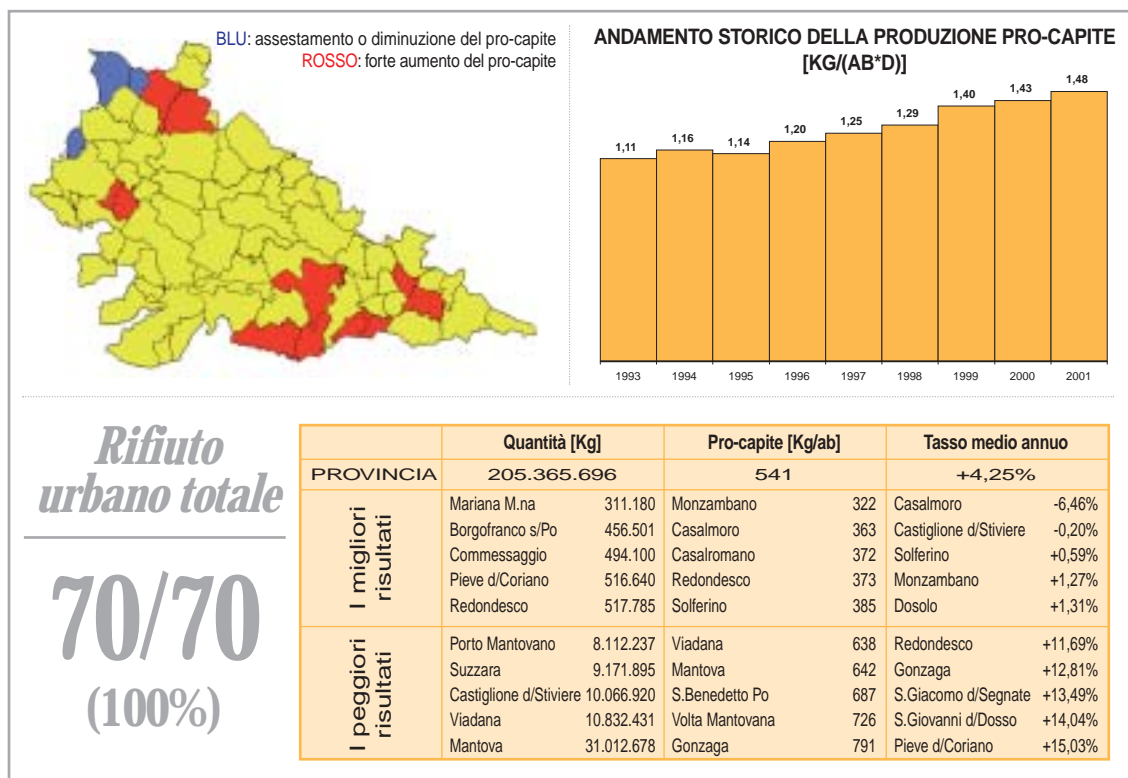 BLU: assestamento o diminuzione del pro-capite
ROSSO: forte aumento del pro-capite
ANDAMENTO STORICO DELLA PRODUZIONE PRO-CAPITE
[KG/(AB*D)]
1,11 1,16 1,14 1,20 1,25 1,29 1,40 1,43 1,48
1993 1994 1995 1996 1997 1998 1999 2000 2001
Rifiuto
urbano totale
70/70
(100%)
Quantità [Kg] Pro-capite [Kg/ab] Tasso medio annuo
PROVINCIA 205.365.696 541 +4,25%
I migliori
risultati
Mariana M.na 311.180 Monzambano 322 Casalmoro -6,46%
Borgofranco s/Po 456.501 Casalmoro 363 Castiglione d/Stiviere -0,20%
Commessaggio 494.100 Casalromano 372 Solferino +0,59%
Pieve d/Coriano 516.640 Redondesco 373 Monzambano +1,27%
Redondesco 517.785 Solferino 385 Dosolo +1,31%
I peggiori
risultati
Porto Mantovano 8.112.237 Viadana 638 Redondesco +11,69%
Suzzara 9.171.895 Mantova 642 Gonzaga +12,81%
Castiglione d/Stiviere 10.066.920 S.Benedetto Po 687 S.Giacomo d/Segnate +13,49%
Viadana 10.832.431 Volta Mantovana 726 S.Giovanni d/Dosso +14,04%
Mantova 31.012.678 Gonzaga 791 Pieve d/Coriano +15,03%